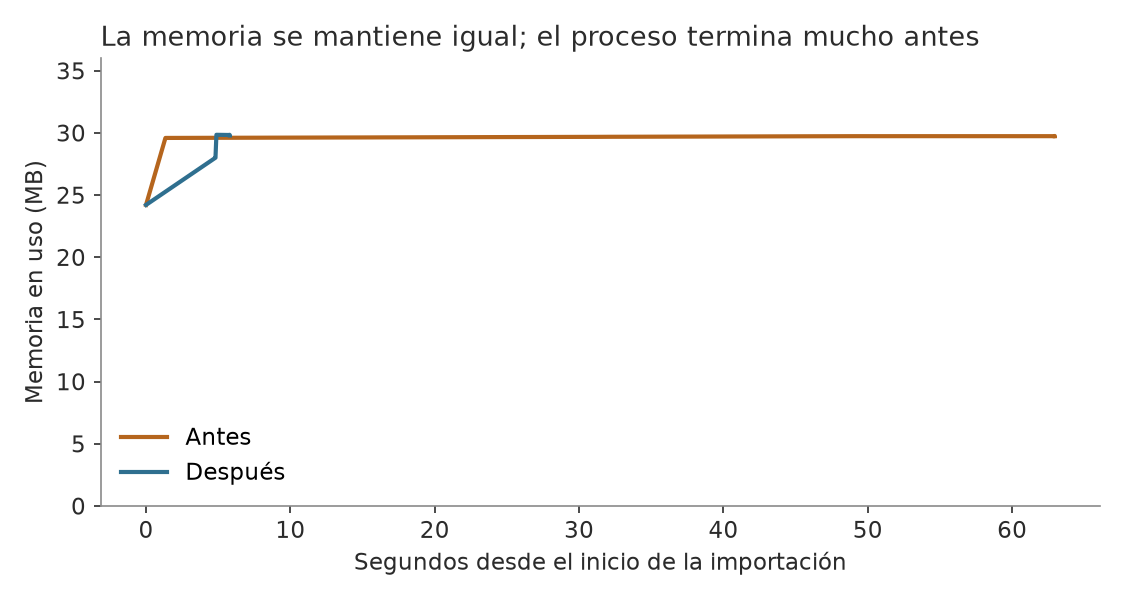 La memoria se mantiene igual; el proceso termina mucho antes
Memoria en uso (MB)
35
30
25
20
15
10
5
0
Antes
Después
0 10 20 30 40 50 60
Segundos desde el inicio de la importación